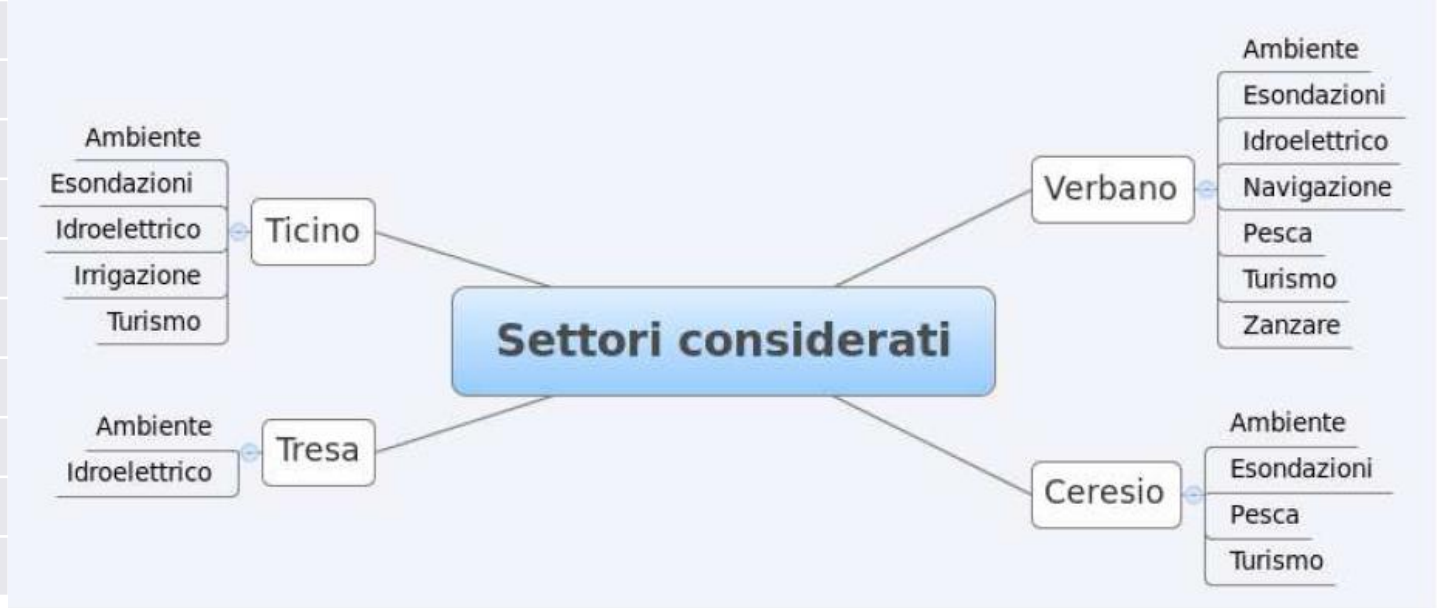 Settori considerati
Ticino
Ambiente
Esondazioni
Idroelettrico
Irrigazione
Turismo
Tresa
Ambiente
Idroelettrico
Verbano
Ambiente
Esondazioni
Idroelettrico
Navigazione
Pesca
Turismo
Zanzare
Ceresio
Ambiente
Esondazioni
Pesca
Turismo